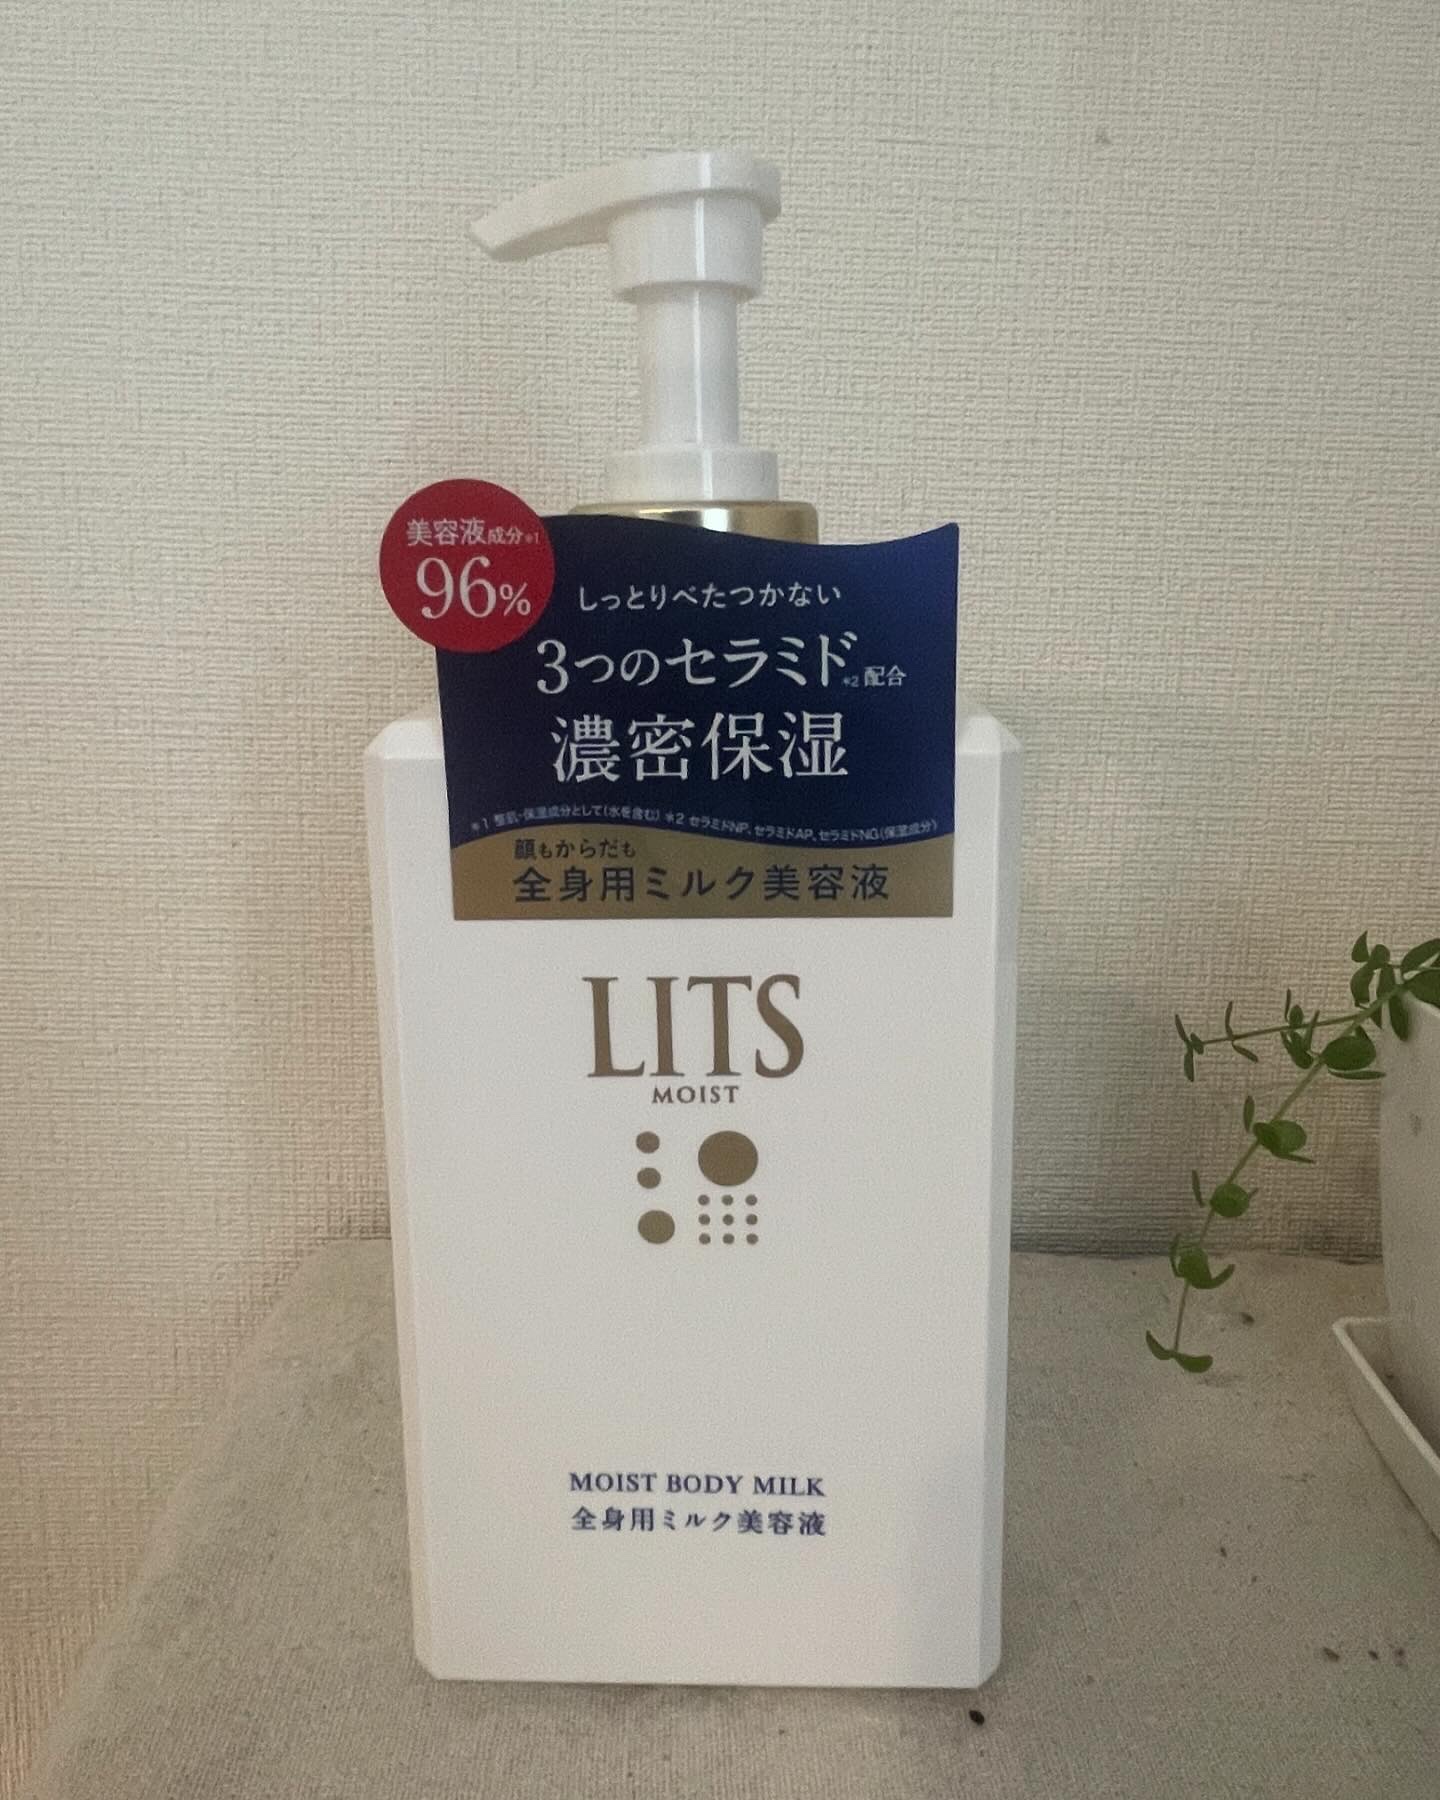 美容液成分※1
96%
しっとりべたつかない
3つのセラミド※2配合
濃密保湿
※1 整肌・保湿成分として(水を含む) ※2 セラミドNP、セラミドAP、セラミドNG(保湿成分)
顔もからだも
全身用ミルク美容液
LITS
MOIST
MOIST BODY MILK
全身用ミルク美容液